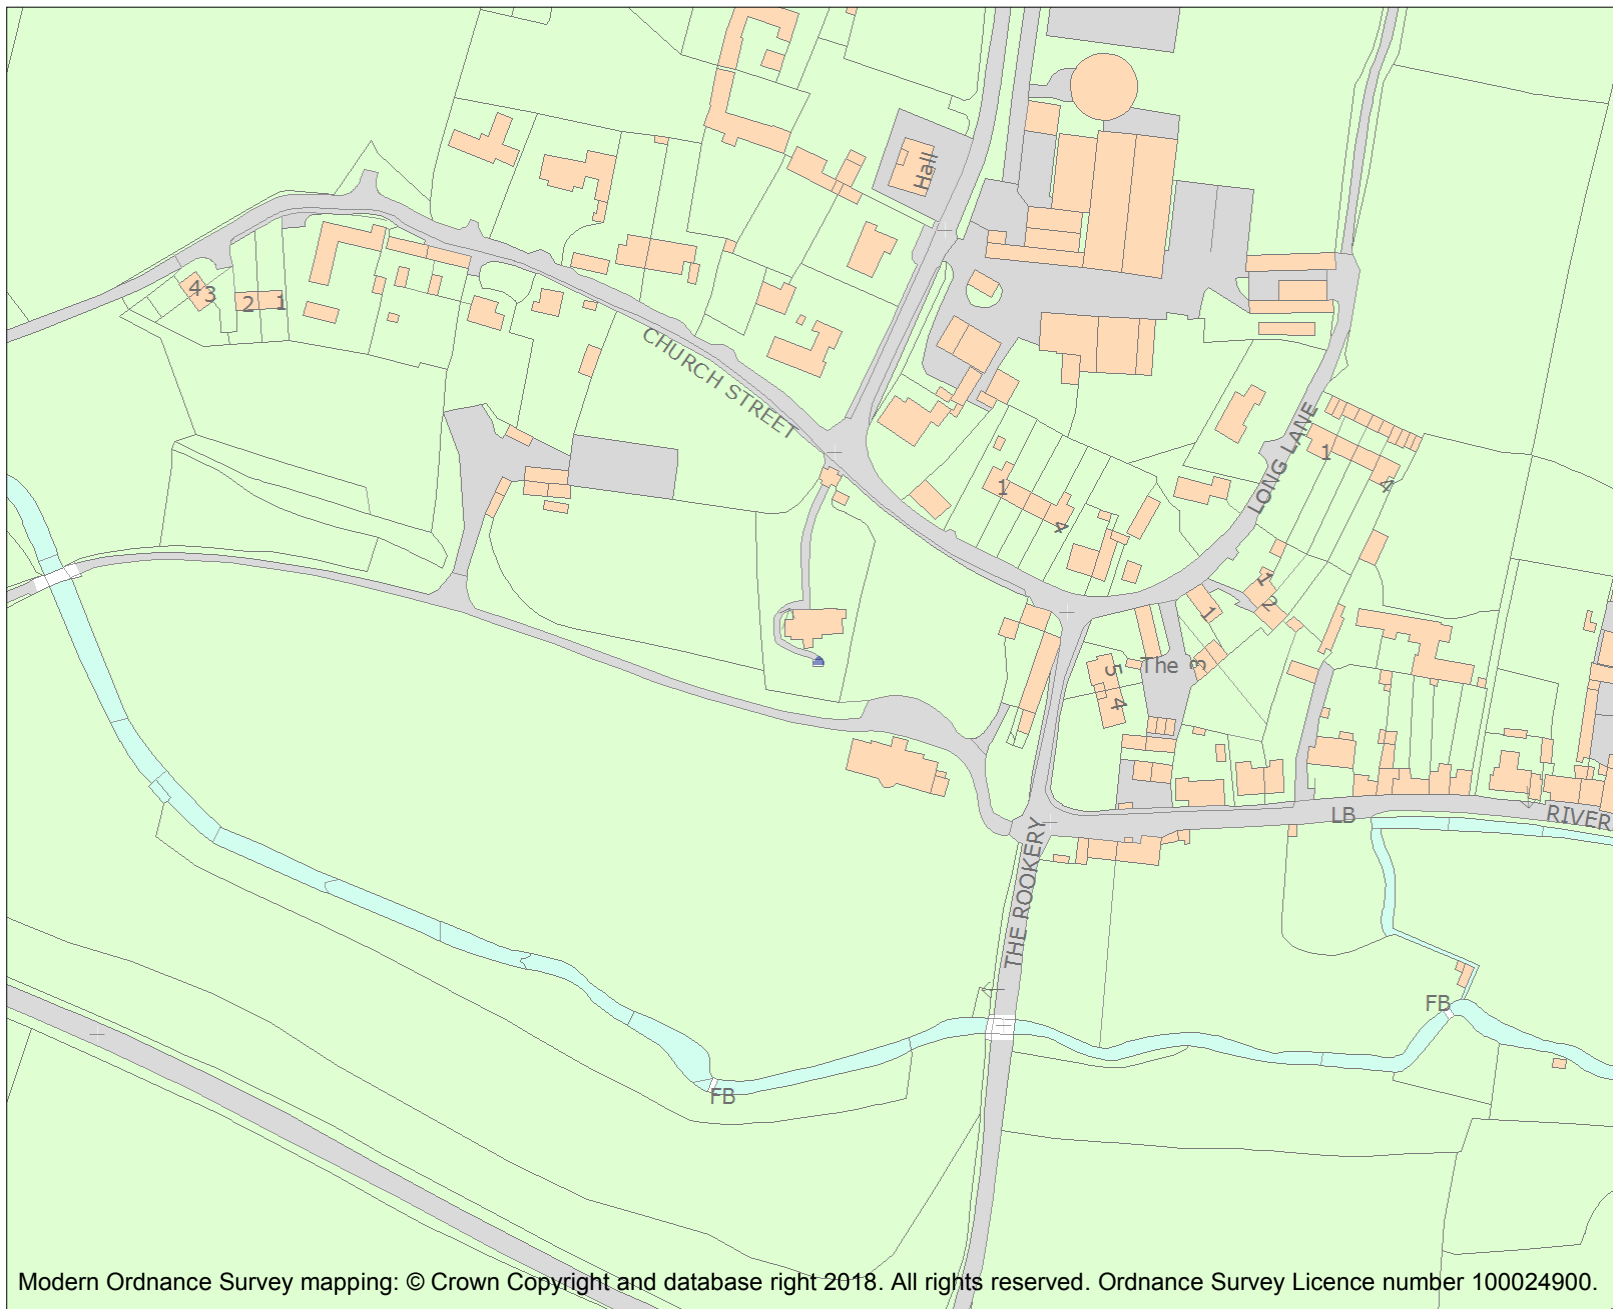 Hall
4
3
2
1
CHURCH STREET
LONG LANE
1
4
1
4
1
2
1
The
3
5
4
LB
RIVER
THE ROOKERY
FB
FB
Modern Ordnance Survey mapping: © Crown Copyright and database right 2018. All rights reserved. Ordnance Survey Licence number 100024900.